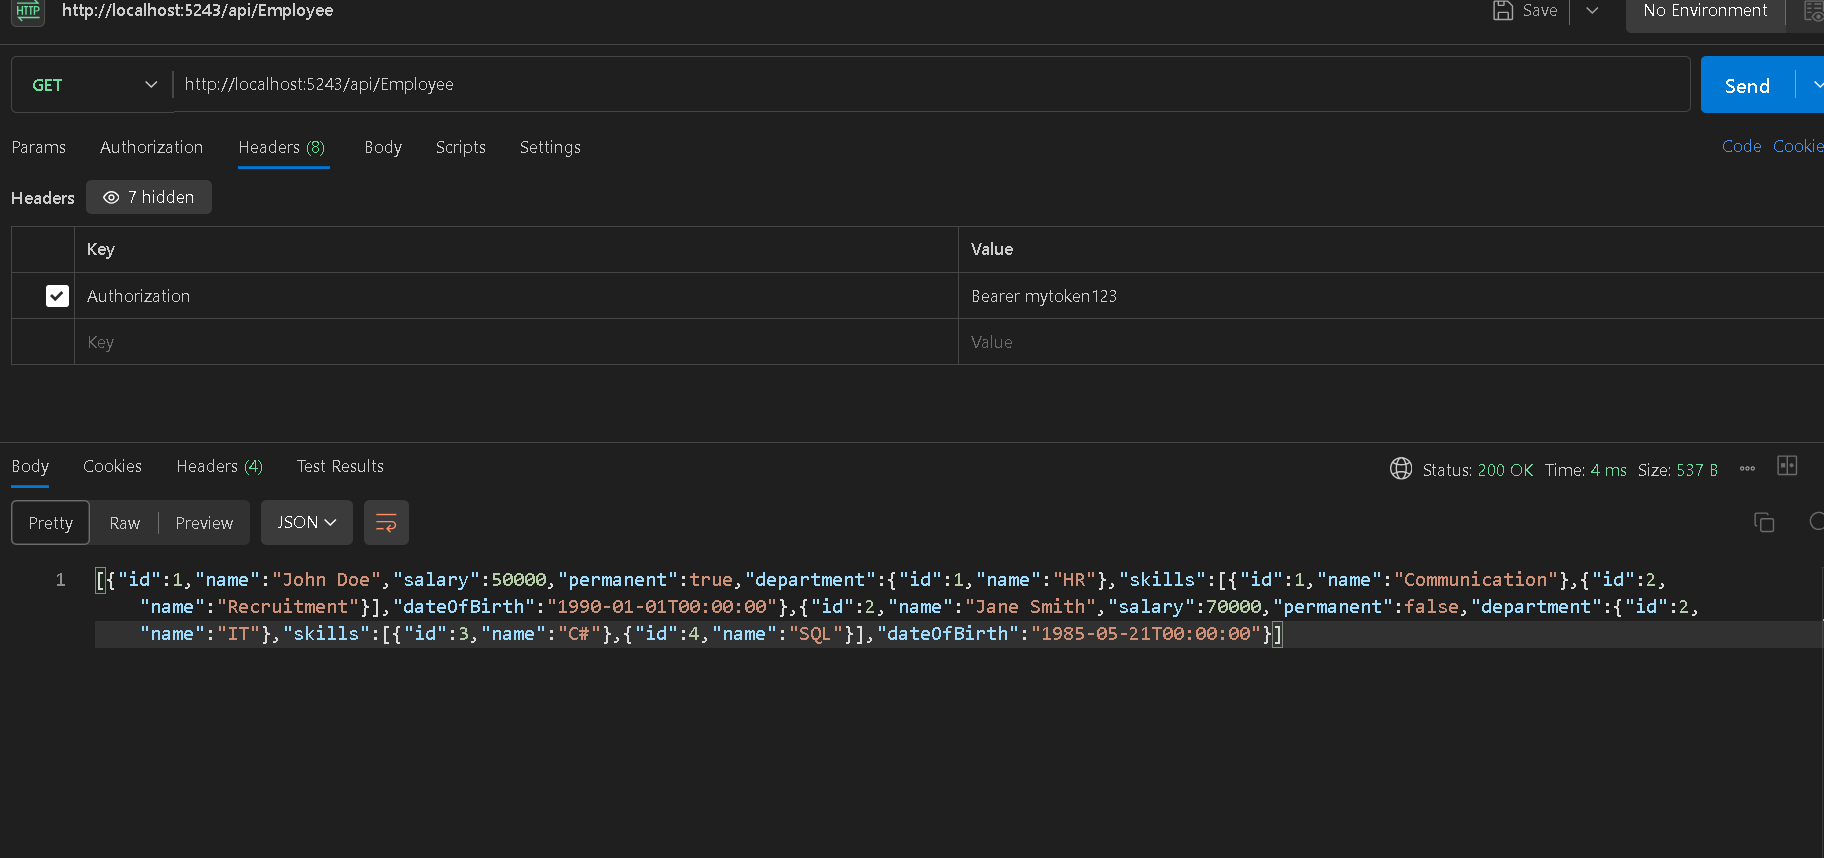 HTTP http://localhost:5243/api/Employee Save No Environment
GET http://localhost:5243/api/Employee Send
Params Authorization Headers (8) Body Scripts Settings Code Cookie
Headers 7 hidden
Key Value
Authorization Bearer mytoken123
Key Value
Body Cookies Headers (4) Test Results Status: 200 OK Time: 4 ms Size: 537 B
Pretty Raw Preview JSON
1 [{"id":1,"name":"John Doe","salary":50000,"permanent":true,"department":{"id":1,"name":"HR"},"skills":[{"id":1,"name":"Communication"},{"id":2,
"name":"Recruitment"}],"dateOfBirth":"1990-01-01T00:00:00"},{"id":2,"name":"Jane Smith","salary":70000,"permanent":false,"department":{"id":2,
"name":"IT"},"skills":[{"id":3,"name":"C#"},{"id":4,"name":"SQL"}],"dateOfBirth":"1985-05-21T00:00:00"}]